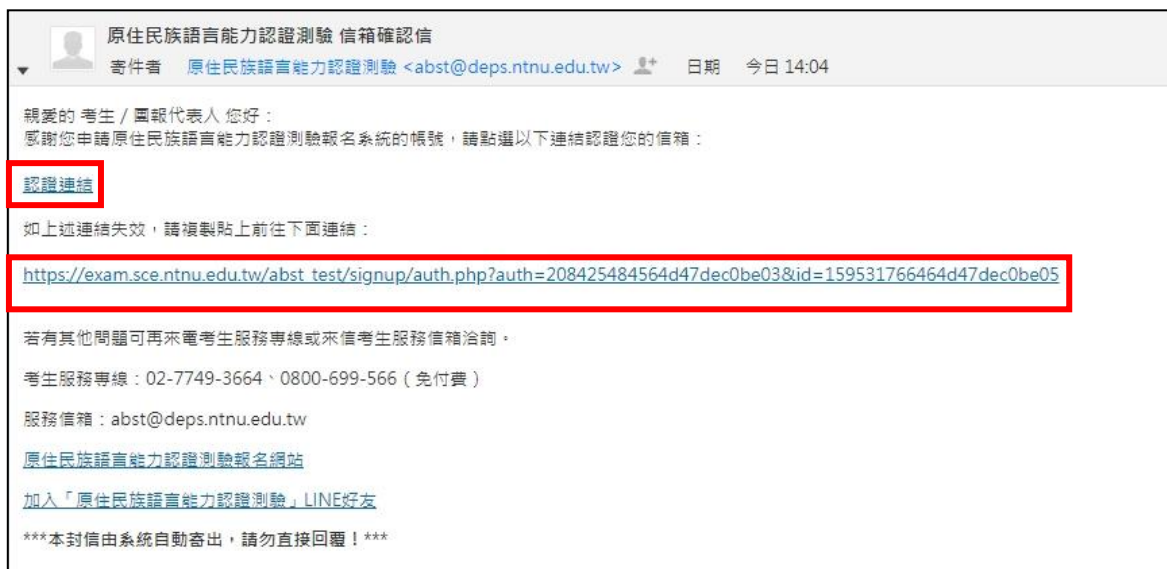 原住民族語言能力認證測驗 信箱確認信
寄件者 原住民族語言能力認證測驗 <abst@deps.ntnu.edu.tw> 日期 今日 14:04
親愛的 考生 / 團報代表人 您好：
感謝您申請原住民族語言能力認證測驗報名系統的帳號，請點選以下連結認證您的信箱：
認證連結
如上述連結失效，請複製貼上前往下面連結：
https://exam.sce.ntnu.edu.tw/abst_test/signup/auth.php?auth=208425484564d47dec0be03&id=159531766464d47dec0be05
若有其他問題可再來電考生服務專線或來信考生服務信箱洽詢。
考生服務專線：02-7749-3664、0800-699-566 ( 免付費 )
服務信箱：abst@deps.ntnu.edu.tw
原住民族語言能力認證測驗報名網站
加入「原住民族語言能力認證測驗」LINE好友
***本封信由系統自動寄出，請勿直接回覆！***